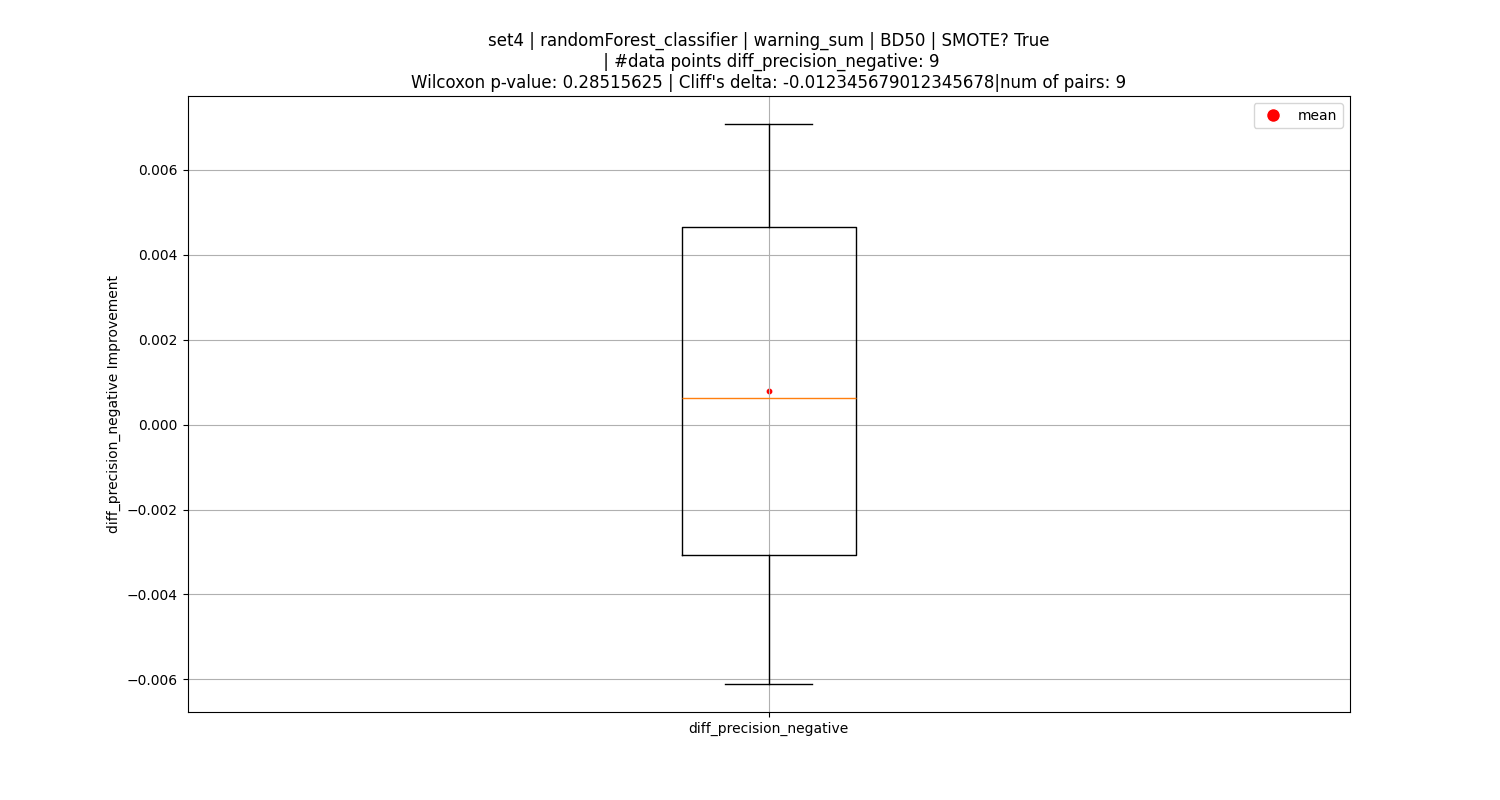 set4 | randomForest_classifier | warning_sum | BD50 | SMOTE? True
| #data points diff_precision_negative: 9
Wilcoxon p-value: 0.28515625 | Cliff's delta: -0.012345679012345678|num of pairs: 9
mean
0.006
0.004
0.002
0.000
−0.002
−0.004
−0.006
diff_precision_negative Improvement
diff_precision_negative